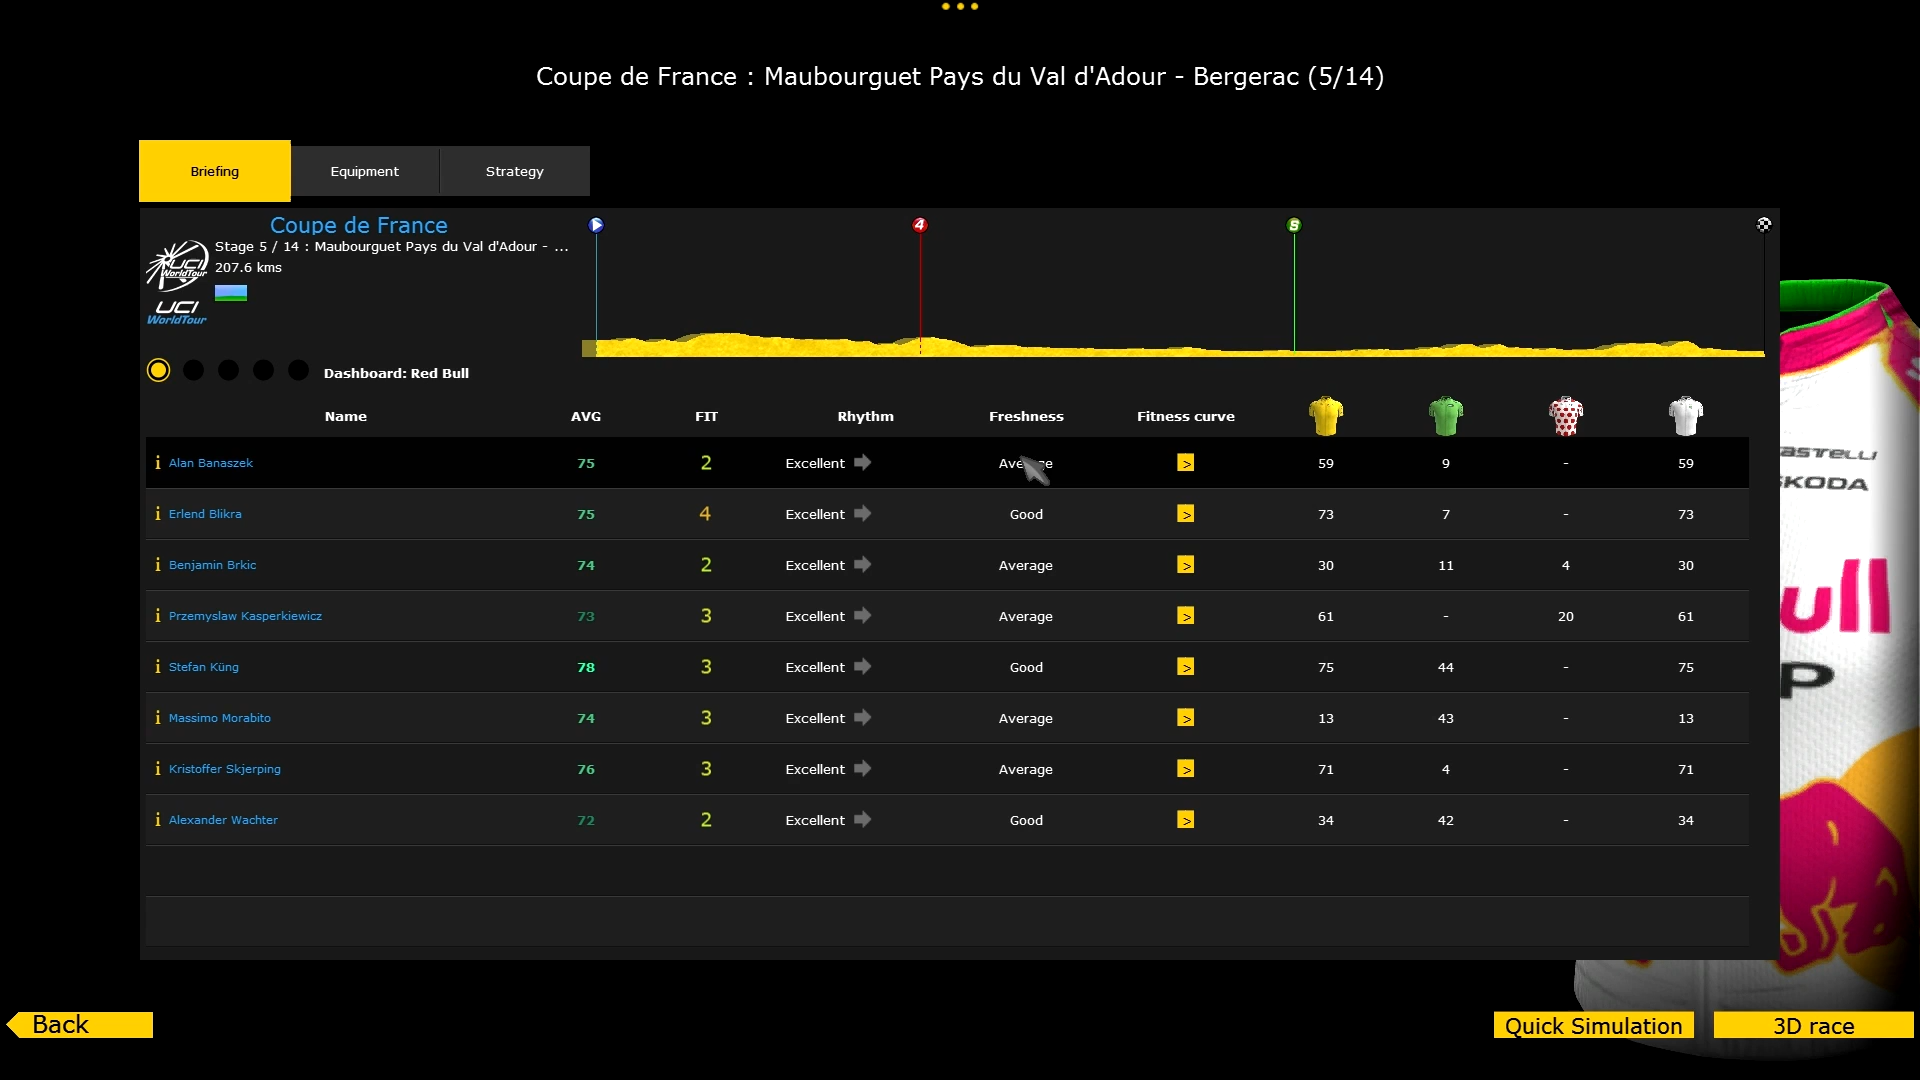 Coupe de France : Maubourguet Pays du Val d'Adour - Bergerac (5/14)
Briefing Equipment Strategy
Coupe de France
Stage 5 / 14 : Maubourguet Pays du Val d'Adour - ...
207.6 kms
UCI
WorldTour
UCI
WorldTour
4
S
Dashboard: Red Bull
Name AVG FIT Rhythm Freshness Fitness curve
i Alan Banaszek 75 2 Excellent Average > 59 9 - 59
i Erlend Blikra 75 4 Excellent Good > 73 7 - 73
i Benjamin Brkic 74 2 Excellent Average > 30 11 4 30
i Przemyslaw Kasperkiewicz 73 3 Excellent Average > 61 - 20 61
i Stefan Küng 78 3 Excellent Good > 75 44 - 75
i Massimo Morabito 74 3 Excellent Average > 13 43 - 13
i Kristoffer Skjerping 76 3 Excellent Average > 71 4 - 71
i Alexander Wachter 72 2 Excellent Good > 34 42 - 34
Back
Quick Simulation 3D race